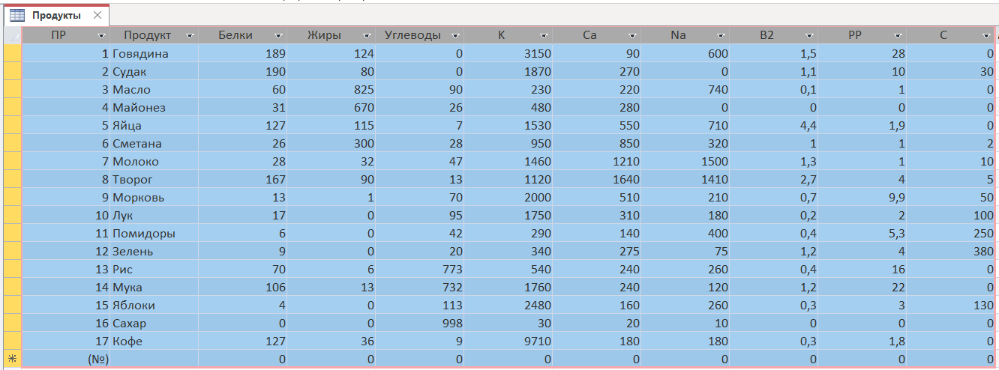 Продукты
ПР Продукт Белки Жиры Углеводы K Ca Na B2 PP C
1 Говядина 189 124 0 3150 90 600 1,5 28 0
2 Судак 190 80 0 1870 270 0 1,1 10 30
3 Масло 60 825 90 230 220 740 0,1 1 0
4 Майонез 31 670 26 480 280 0 0 0 0
5 Яйца 127 115 7 1530 550 710 4,4 1,9 0
6 Сметана 26 300 28 950 850 320 1 1 2
7 Молоко 28 32 47 1460 1210 1500 1,3 1 10
8 Творог 167 90 13 1120 1640 1410 2,7 4 5
9 Морковь 13 1 70 2000 510 210 0,7 9,9 50
10 Лук 17 0 95 1750 310 180 0,2 2 100
11 Помидоры 6 0 42 290 140 400 0,4 5,3 250
12 Зелень 9 0 20 340 275 75 1,2 4 380
13 Рис 70 6 773 540 240 260 0,4 16 0
14 Мука 106 13 732 1760 240 120 1,2 22 0
15 Яблоки 4 0 113 2480 160 260 0,3 3 130
16 Сахар 0 0 998 30 20 10 0 0 0
17 Кофе 127 36 9 9710 180 180 0,3 1,8 0
(№) 0 0 0 0 0 0 0 0 0